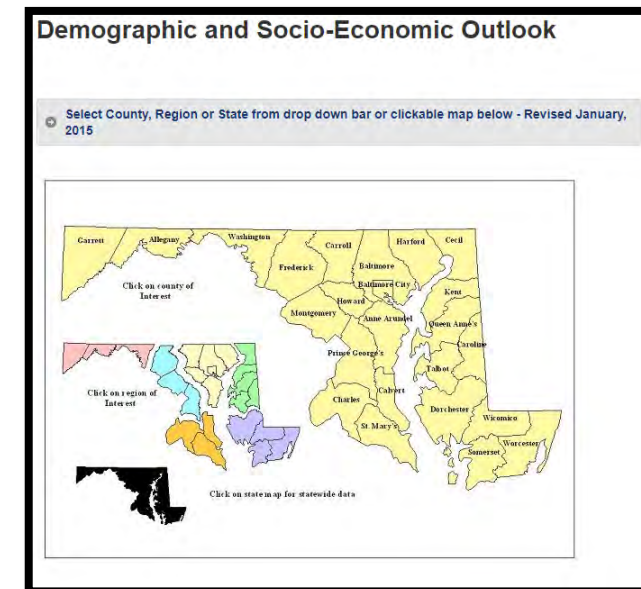 Demographic and Socio-Economic Outlook
Select County, Region or State from drop down bar or clickable map below - Revised January,
2015
Garrett
Allegany
Washington
Carroll
Harford
Cecil
Frederick
Baltimore
Click on county of
Interest
Baltimore City
Kent
Howard
Montgomery
Anne Arundel
Queen Anne's
Caroline
Prince George's
Talbot
Click on region of
Interest
Calvert
Charles
Dorchester
Wicomico
St. Mary's
Worcester
Somerset
Click on state map for statewide data